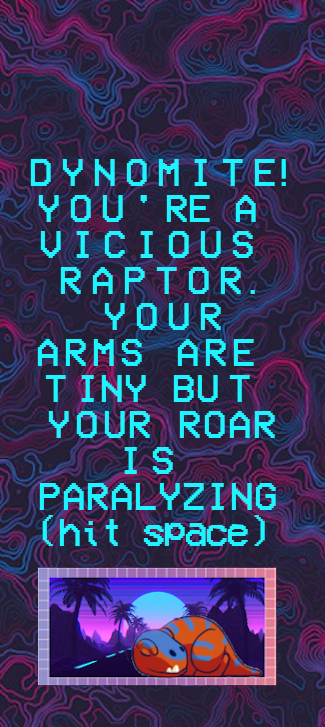 DYNOMITE!
YOU'RE A
VICIOUS
RAPTOR.
YOUR
ARMS ARE
TINY BUT
YOUR ROAR
IS
PARALYZING
(hit space)